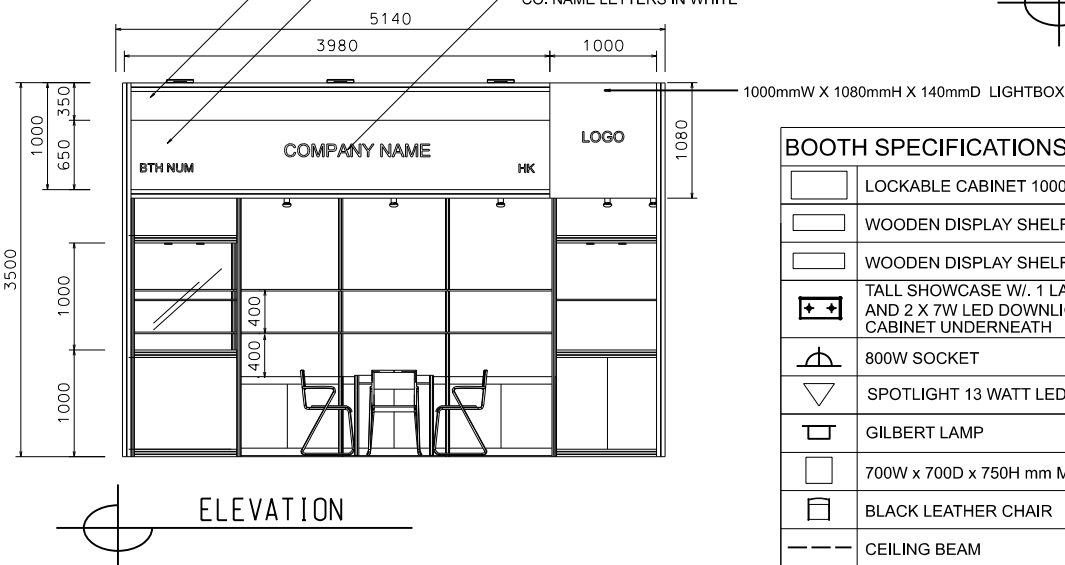 CO. NAME LETTERS IN WHITE
5140
3980
1000
1000mmW X 1080mmH X 140mmD LIGHTBOX
350
1000
650
1080
COMPANY NAME
LOGO
BTH NUM
HK
3500
1000
400
400
1000
ELEVATION
BOOTH SPECIFICATIONS
LOCKABLE CABINET 1000
WOODEN DISPLAY SHELF
WOODEN DISPLAY SHELF
TALL SHOWCASE W/. 1 LA
AND 2 X 7W LED DOWNLI
CABINET UNDERNEATH
800W SOCKET
SPOTLIGHT 13 WATT LED
GILBERT LAMP
700W x 700D x 750H mm M
BLACK LEATHER CHAIR
CEILING BEAM